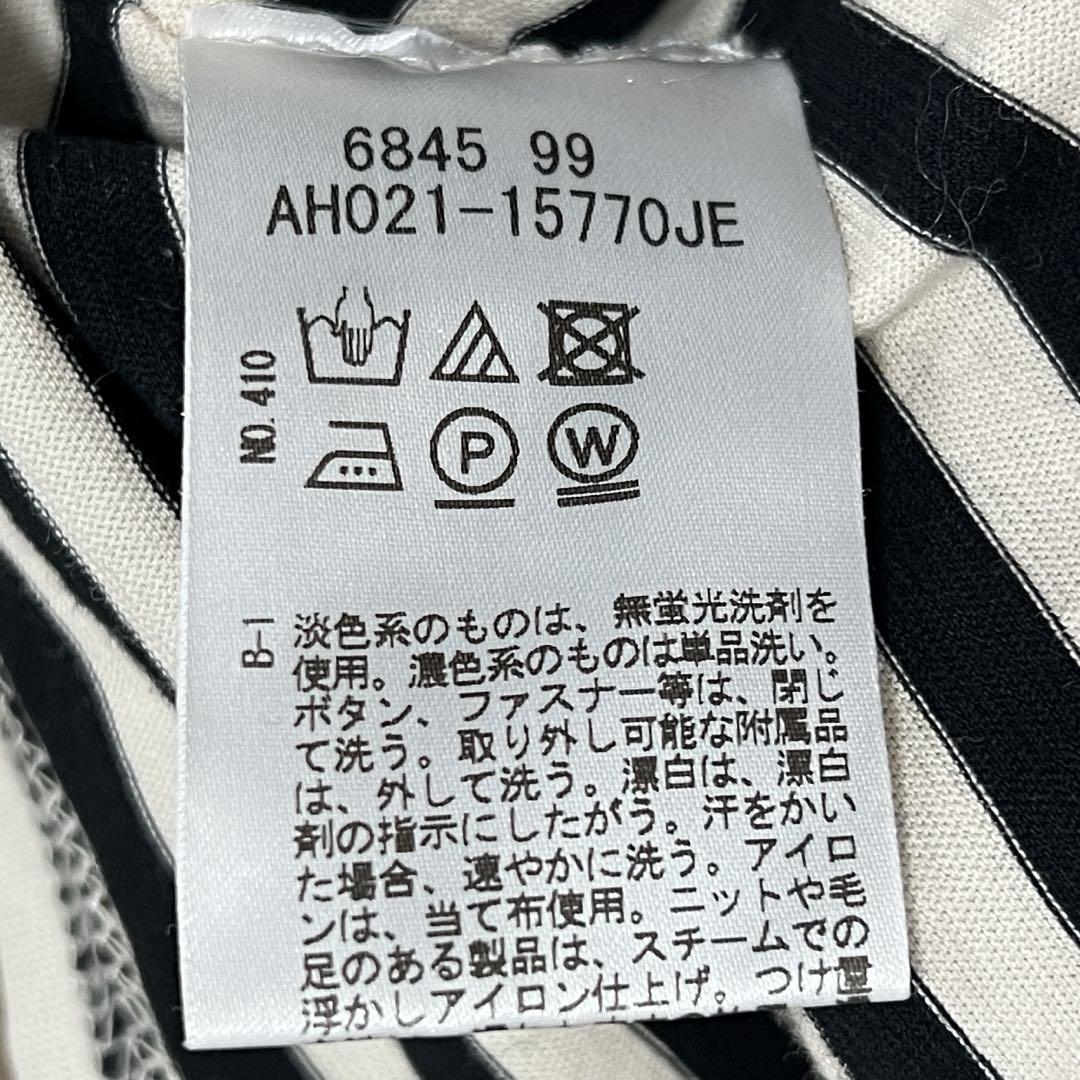 6845 99
AH021-15770JE
NO.410
P
W
B-1
淡色系のものは、無蛍光洗剤を
使用。濃色系のものは単品洗い。
ボタン、ファスナー等は、閉じ
て洗う。取り外し可能な附属品
は、外して洗う。漂白は、漂白
剤の指示にしたがう。汗をかい
た場合、速やかに洗う。アイロ
ンは、当て布使用。ニットや毛
足のある製品は、スチームでの
浮かしアイロン仕上げ。つけ置